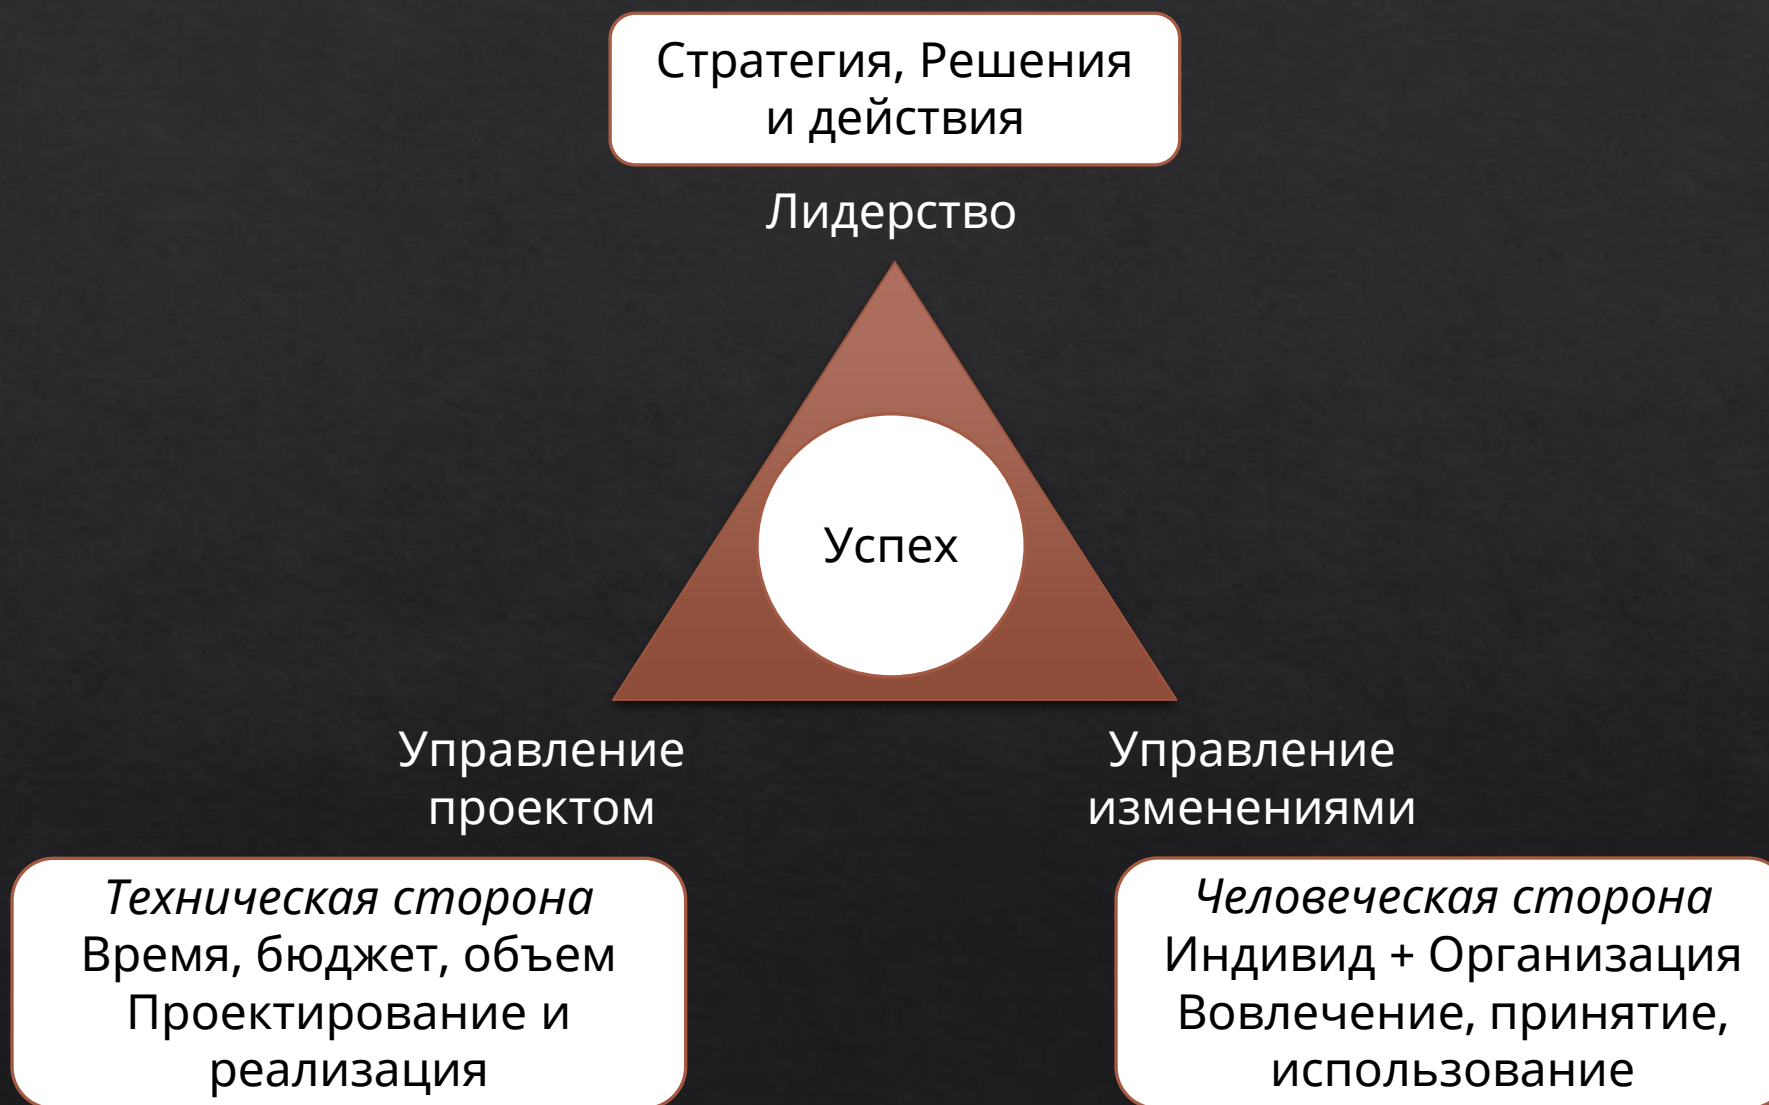 Стратегия, Решения
и действия
Лидерство
Успех
Управление
проектом
Управление
изменениями
Техническая сторона
Время, бюджет, объем
Проектирование и
реализация
Человеческая сторона
Индивид + Организация
Вовлечение, принятие,
использование